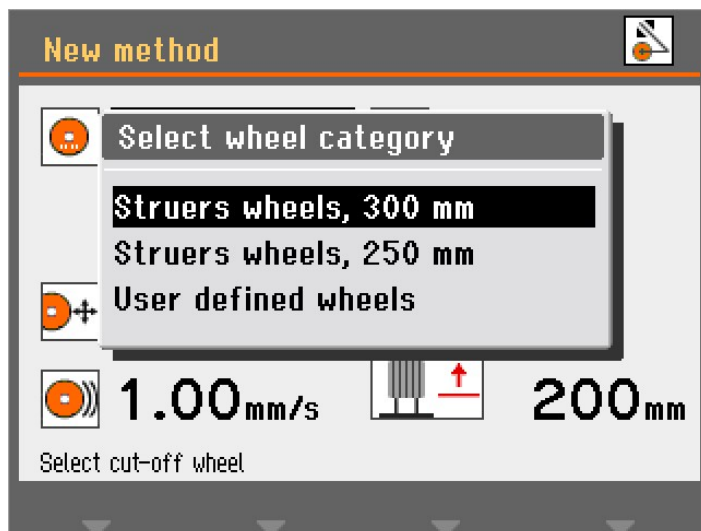 New method
Select wheel category
Struers wheels, 300 mm
Struers wheels, 250 mm
User defined wheels
1.00mm/s
200mm
Select cut-off wheel